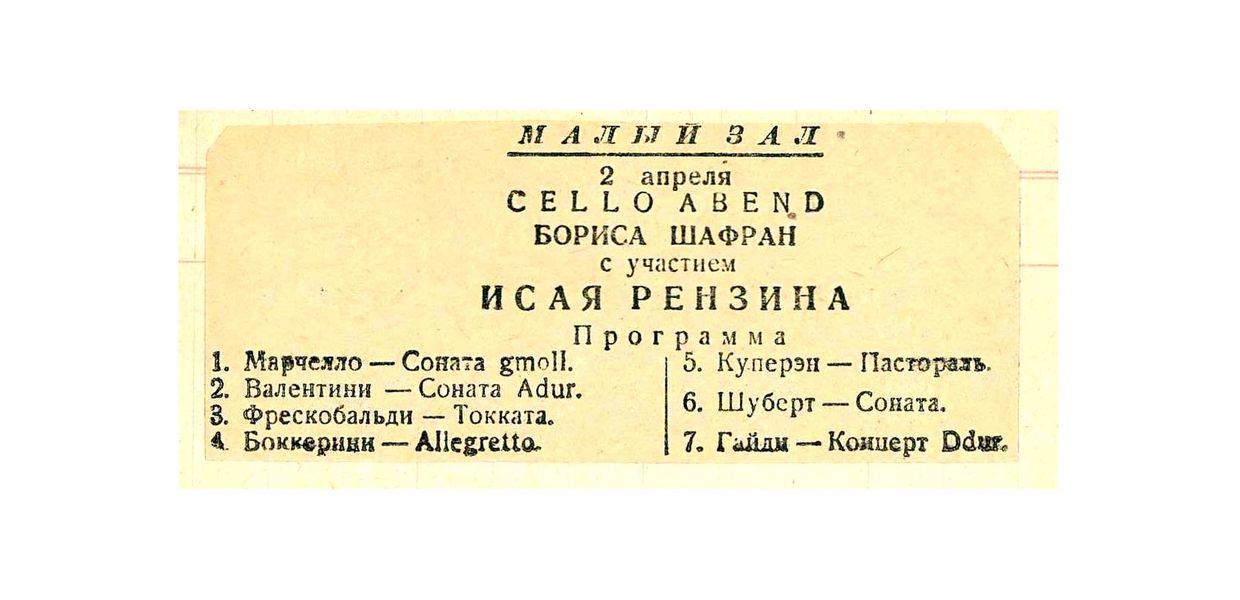 МАЛЫЙ ЗАЛ
2 апреля
CELLO ABEND
БОРИСА ШАФРАН
с участием
ИСАЯ РЕНЗИНА
Программа
1. Марчелло — Соната gmoll.
2. Валентини — Соната Adur.
3. Фрескобальди — Токката.
4. Боккерини — Allegretto.
5. Куперэн — Пастораль.
6. Шуберт — Соната.
7. Гайдн — Концерт Ddur.